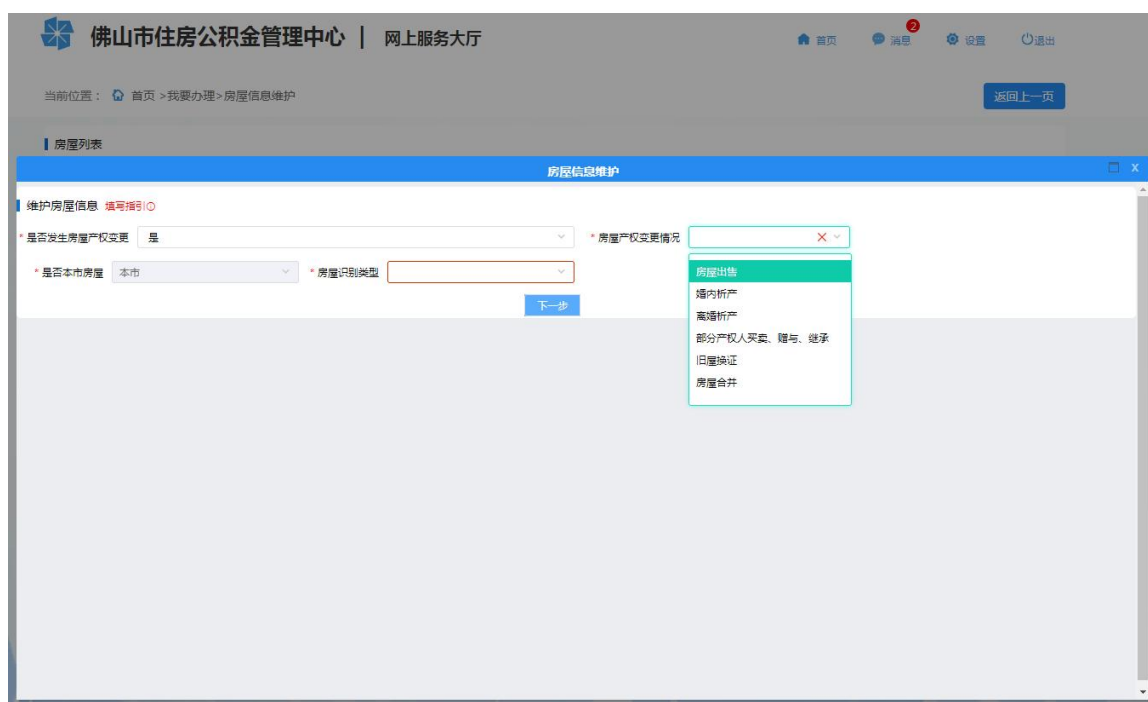 佛山市住房公积金管理中心 | 网上服务大厅
首页 消息 2 设置 退出
当前位置： 首页 >我要办理>房屋信息维护 返回上一页
房屋列表
房屋信息维护 X
维护房屋信息 填写指引
* 是否发生房屋产权变更 是 * 房屋产权变更情况
* 是否本市房屋 本市 * 房屋识别类型
下一步
房屋出售
婚内析产
离婚析产
部分产权人买卖、赠与、继承
旧屋换证
房屋合并